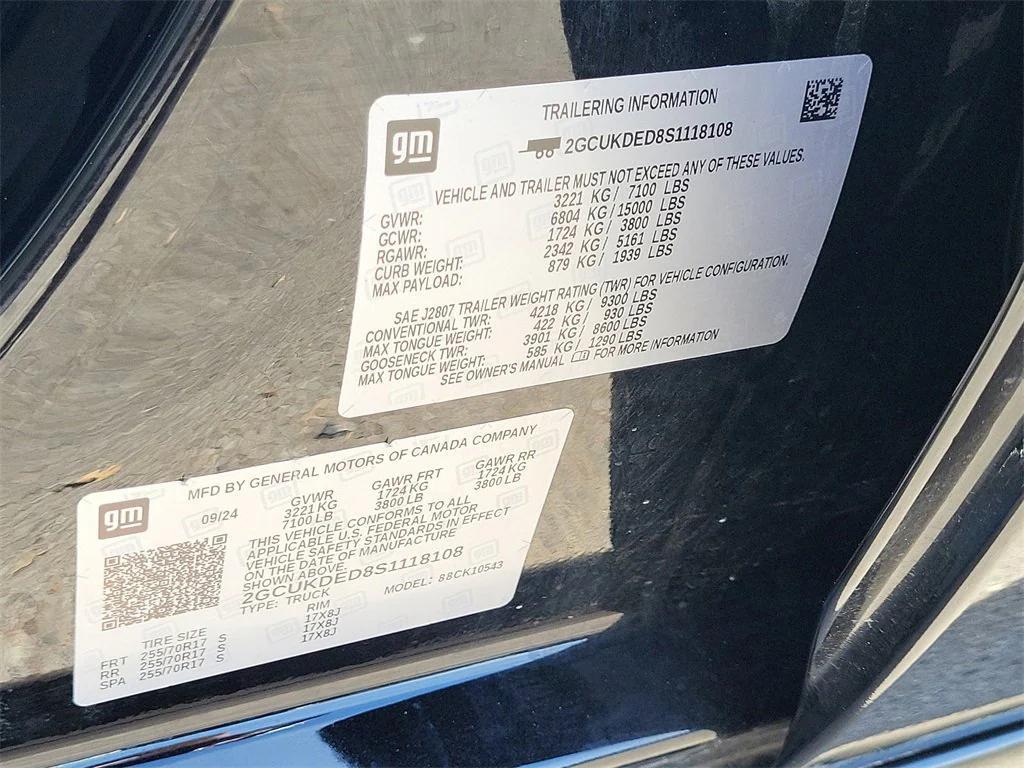 gm
TRAILERING INFORMATION
2GCUKDED8S1118108
VEHICLE AND TRAILER MUST NOT EXCEED ANY OF THESE VALUES.
GVWR: 3221 KG/ 7100 LBS
GCWR: 6804 KG/15000 LBS
RGAWR: 1724 KG/ 3800 LBS
CURB WEIGHT: 2342 KG/ 5161 LBS
MAX PAYLOAD: 879 KG/ 1939 LBS
SAE J2807 TRAILER WEIGHT RATING (TWR) FOR VEHICLE CONFIGURATION.
CONVENTIONAL TWR: 4218 KG/ 9300 LBS
MAX TONGUE WEIGHT: 422 KG/ 930 LBS
GOOSENECK TWR: 3901 KG/ 8600 LBS
MAX TONGUE WEIGHT: 585 KG/ 1290 LBS
SEE OWNER'S MANUAL FOR MORE INFORMATION
gm
MFD BY GENERAL MOTORS OF CANADA COMPANY
09/24 GVWR GAWR FRT GAWR RR
3221 KG 1724 KG 1724 KG
7100 LB 3800 LB 3800 LB
THIS VEHICLE CONFORMS TO ALL
APPLICABLE U.S. FEDERAL MOTOR
VEHICLE SAFETY STANDARDS IN EFFECT
ON THE DATE OF MANUFACTURE
SHOWN ABOVE.
2GCUKDED8S1118108
TYPE: TRUCK MODEL: 88CK10543
TIRE SIZE RIM
FRT 255/70R17 S 17X8J
RR 255/70R17 S 17X8J
SPA 255/70R17 S 17X8J